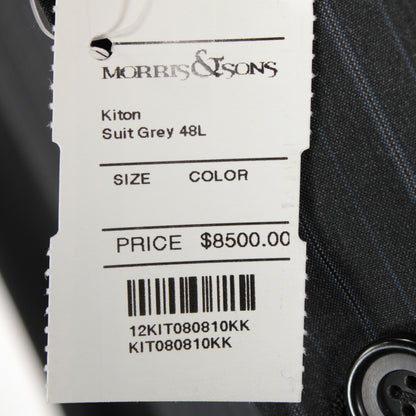 MORRIS&SONS
Kiton
Suit Grey 48L
SIZE COLOR
PRICE $8500.00
12KIT080810KK
KIT080810KK